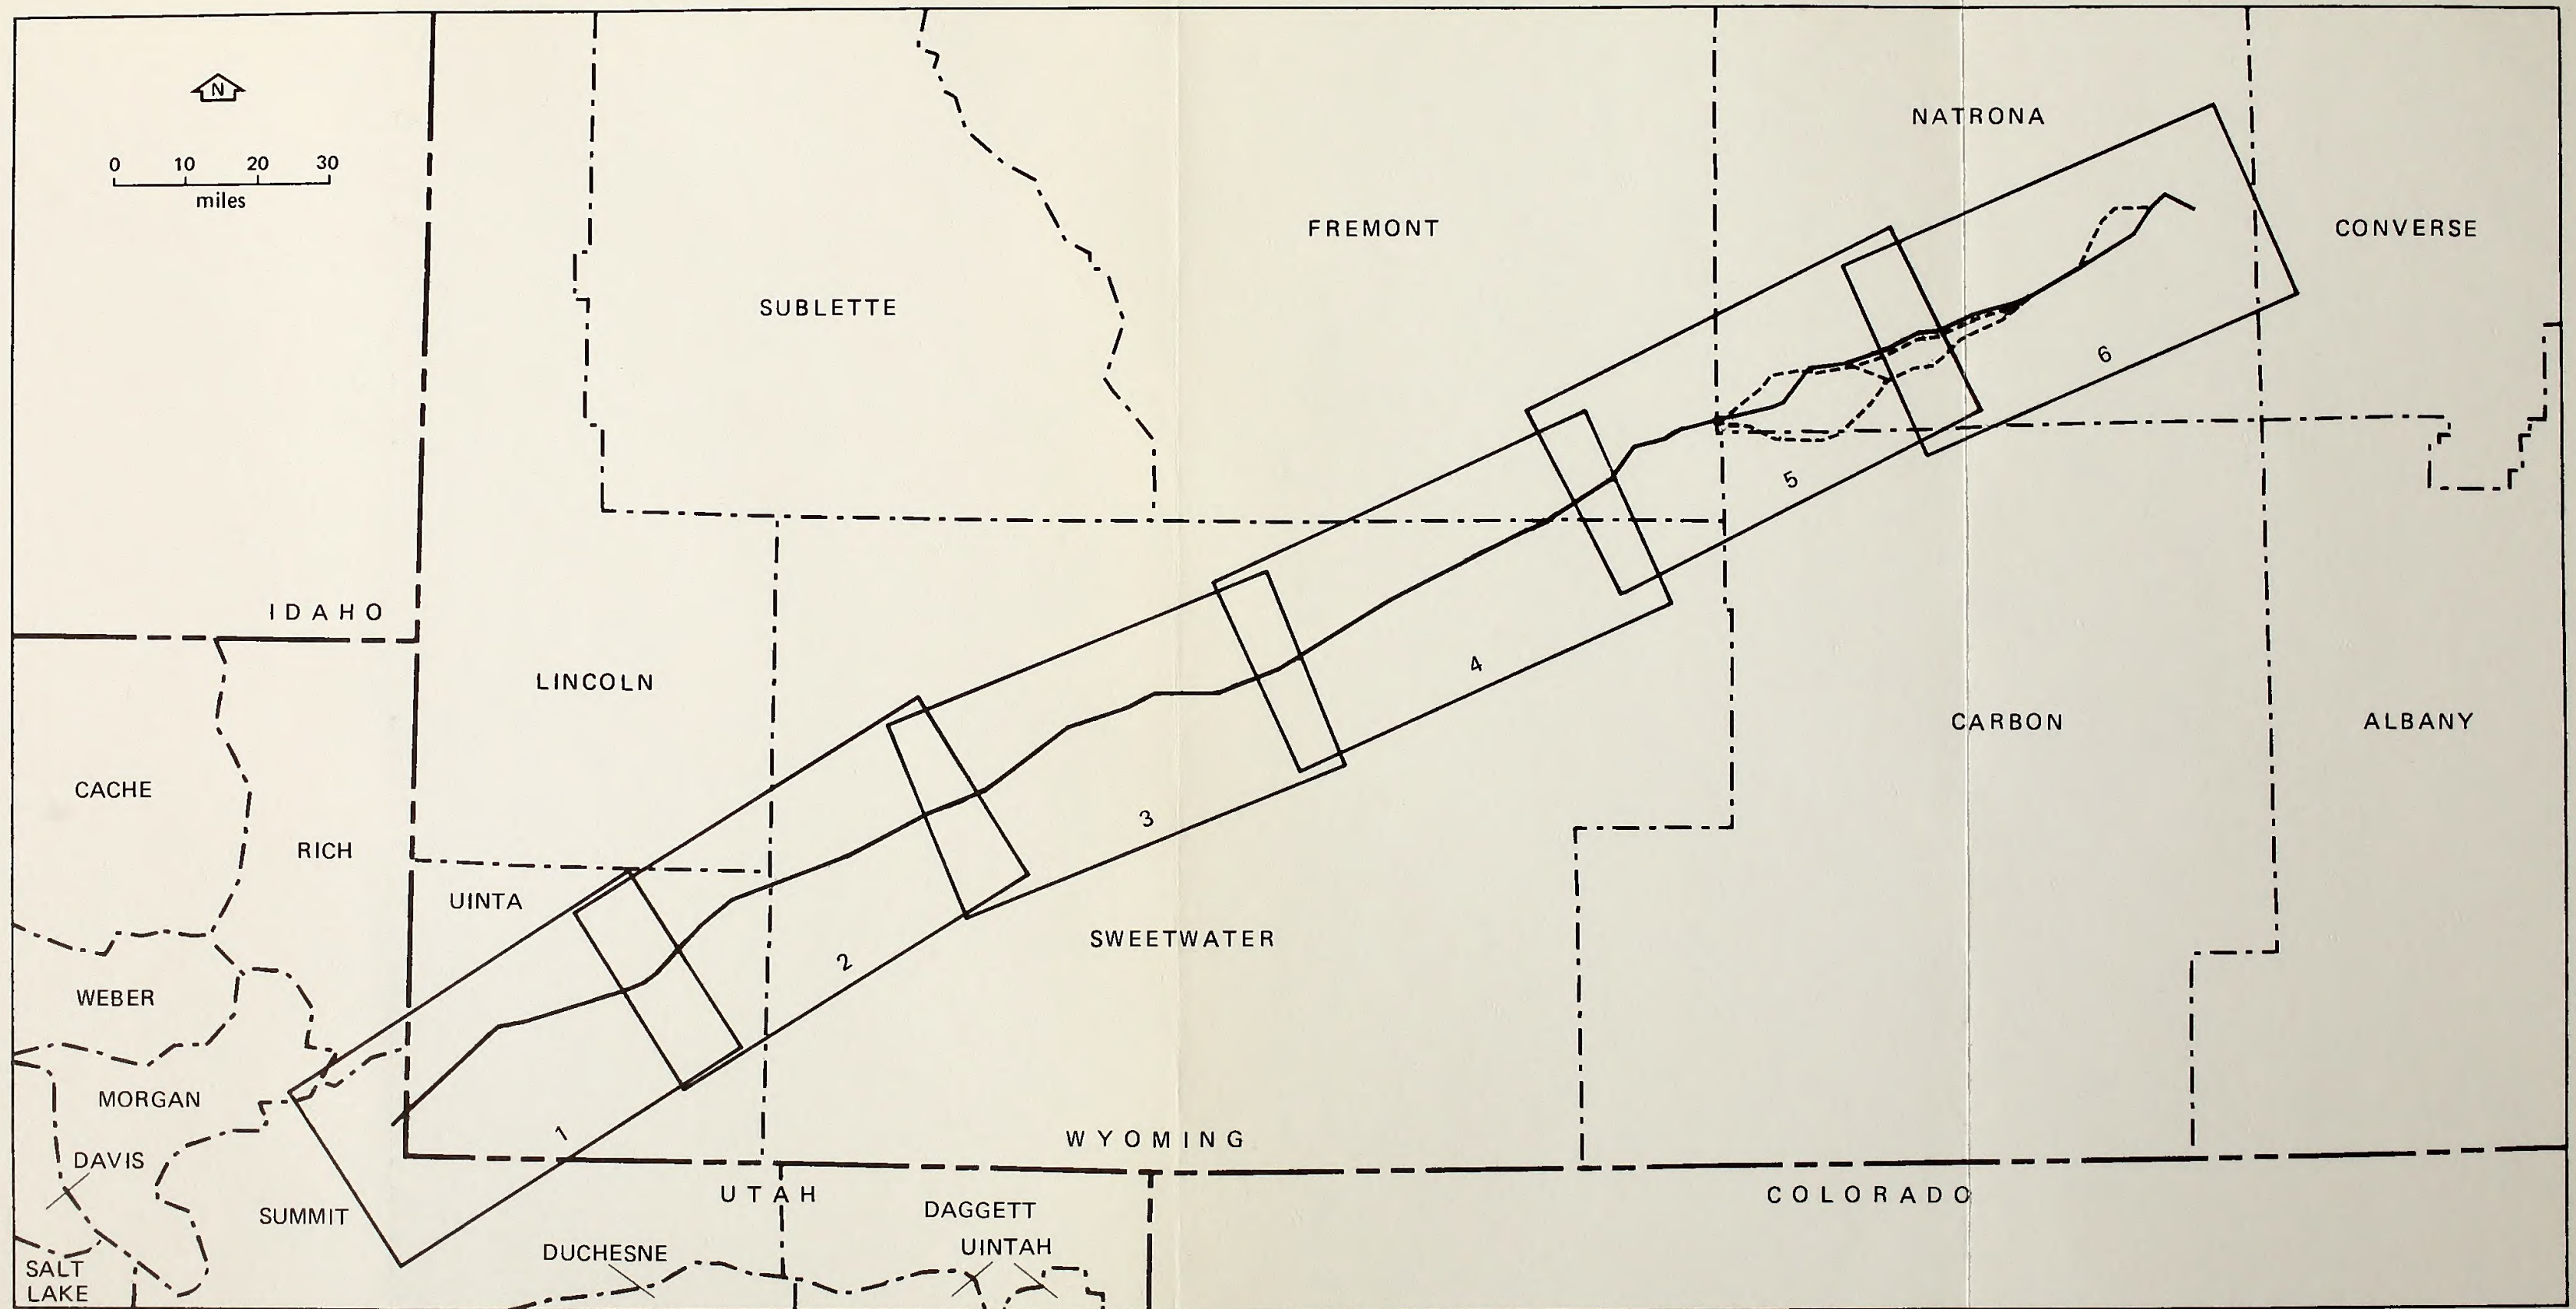 N
0 10 20 30
miles
NATRONA
FREMONT
CONVERSE
SUBLETTE
6
5
IDAHO
LINCOLN
4
CARBON
ALBANY
CACHE
3
RICH
UINTA
SWEETWATER
2
WEBER
MORGAN
1
WYOMING
DAVIS
UTAH
COLORADO
SUMMIT
DAGGETT
DUCHESNE
UINTAH
SALT
LAKE